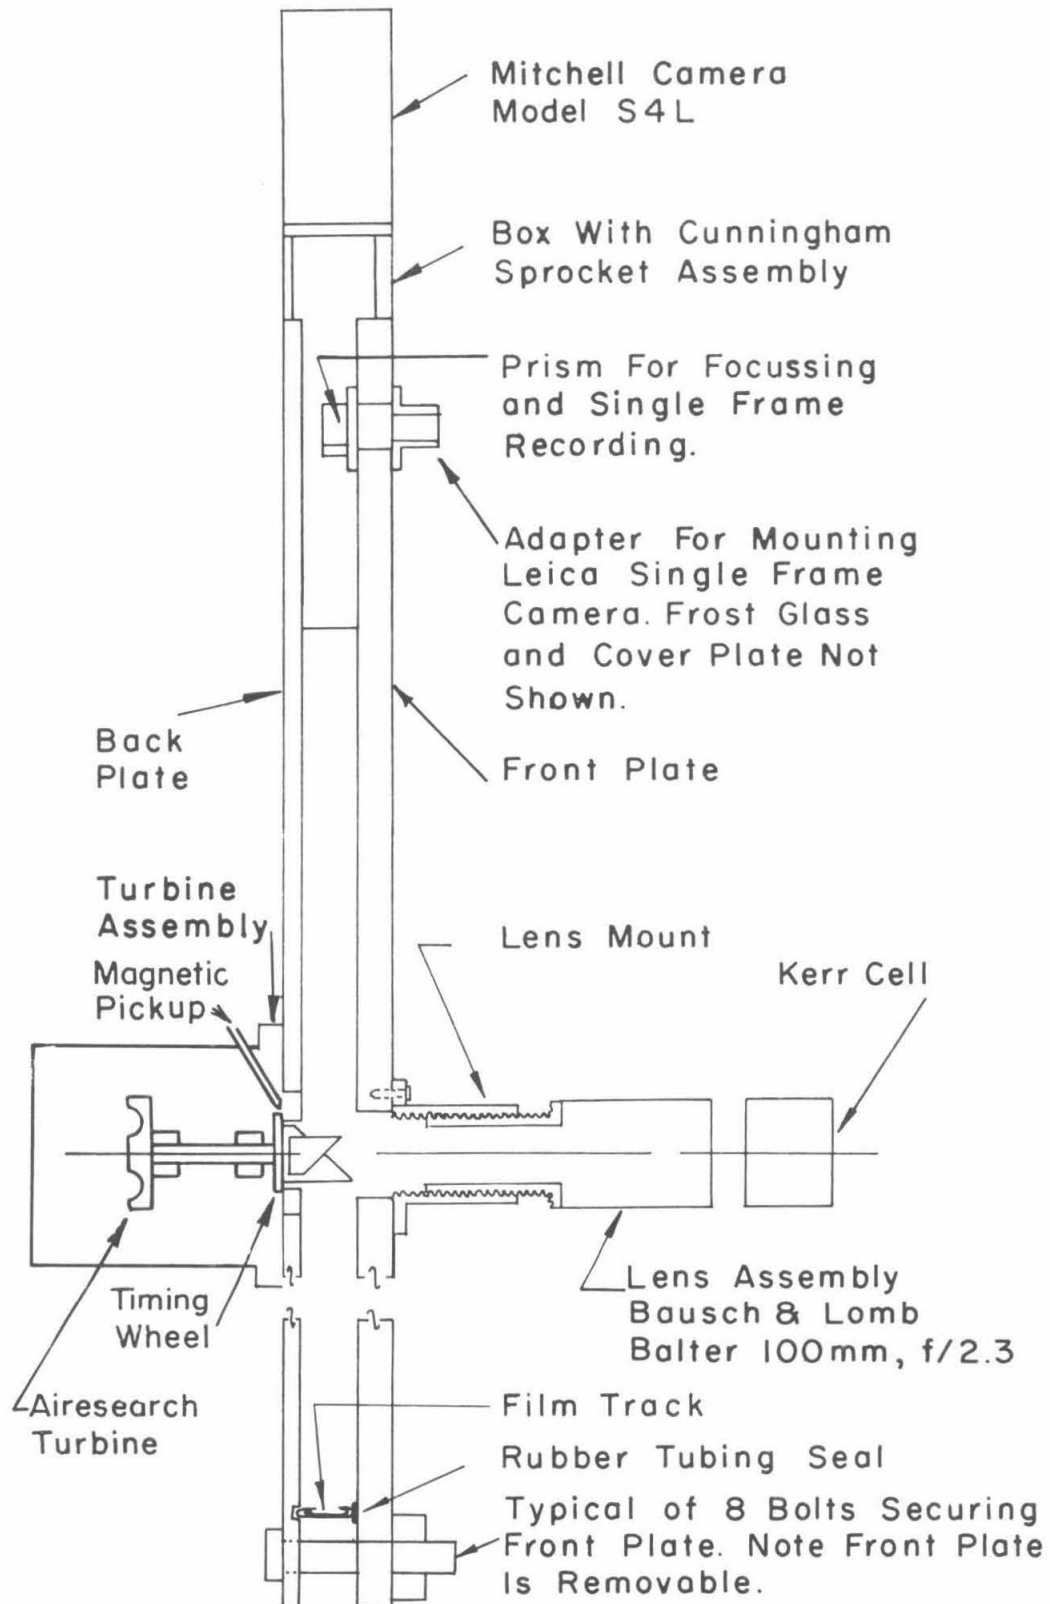 Mitchell Camera
Model S4L
Box With Cunningham
Sprocket Assembly
Prism For Focussing
and Single Frame
Recording.
Adapter For Mounting
Leica Single Frame
Camera. Frost Glass
and Cover Plate Not
Shown.
Back
Plate
Front Plate
Turbine
Assembly
Magnetic
Pickup
Lens Mount
Kerr Cell
Timing
Wheel
Lens Assembly
Bausch & Lomb
Balter 100mm, f/2.3
Airesearch
Turbine
Film Track
Rubber Tubing Seal
Typical of 8 Bolts Securing
Front Plate. Note Front Plate
Is Removable.